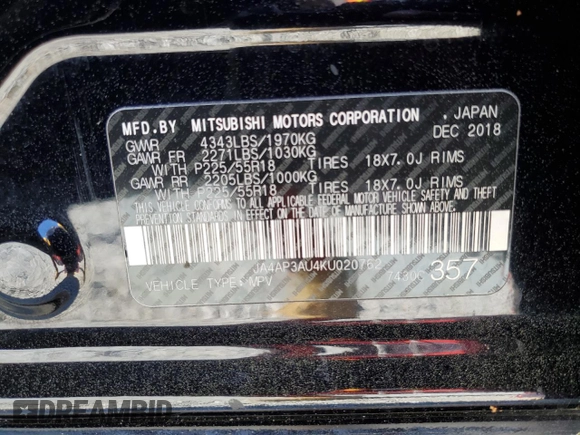 MFD.BY MITSUBISHI MOTORS CORPORATION . JAPAN
GWWR 4343LBS/1970KG DEC 2018
GAWR FR 2271LBS/1030KG
WITH P225/55R18 TIRES 18X7.0J RIMS
GAWR RR 2205LBS/1000KG
WITH P225/55R18 TIRES 18X7.0J RIMS
THIS VEHICLE CONFORMS TO ALL APPLICABLE FEDERAL MOTOR VEHICLE SAFETY AND THEFT
PREVENTION STANDARDS IN EFFECT ON THE DATE OF MANUFACTURE SHOWN ABOVE.
JA4AP3AU4KU020762
VEHICLE TYPE: MPV 357
DREAMBID.COM